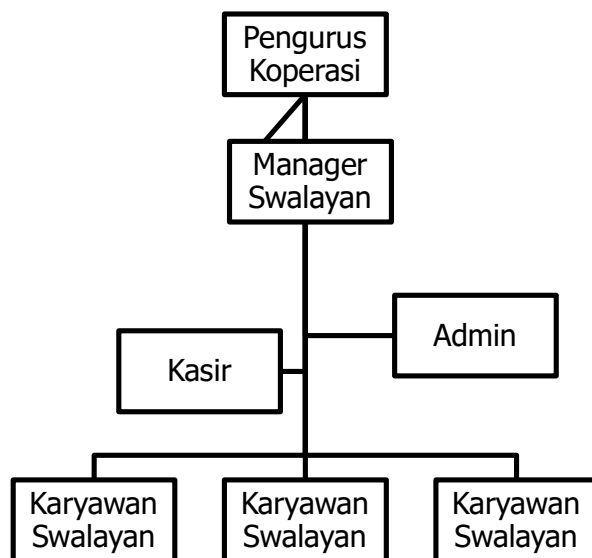 Pengurus
Koperasi
Manager
Swalayan
Admin
Kasir
Karyawan
Swalayan
Karyawan
Swalayan
Karyawan
Swalayan